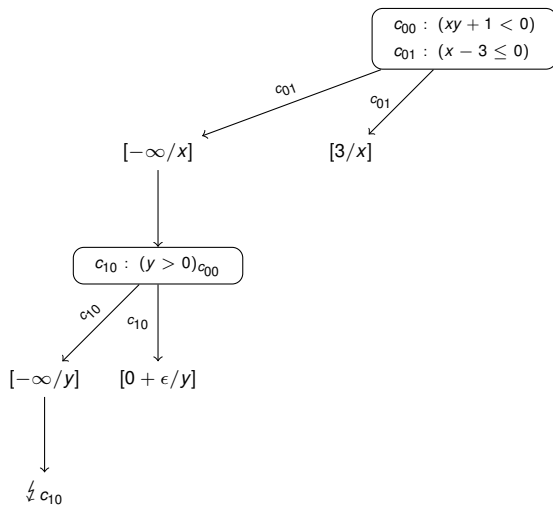 c₀₀ : (xy + 1 < 0)
c₀₁ : (x − 3 ≤ 0)
c₀₁
c₀₁
[−∞/x]
[3/x]
c₁₀ : (y > 0)c₀₀
c₁₀
c₁₀
[−∞/y]
[0 + ϵ/y]
↯ c₁₀